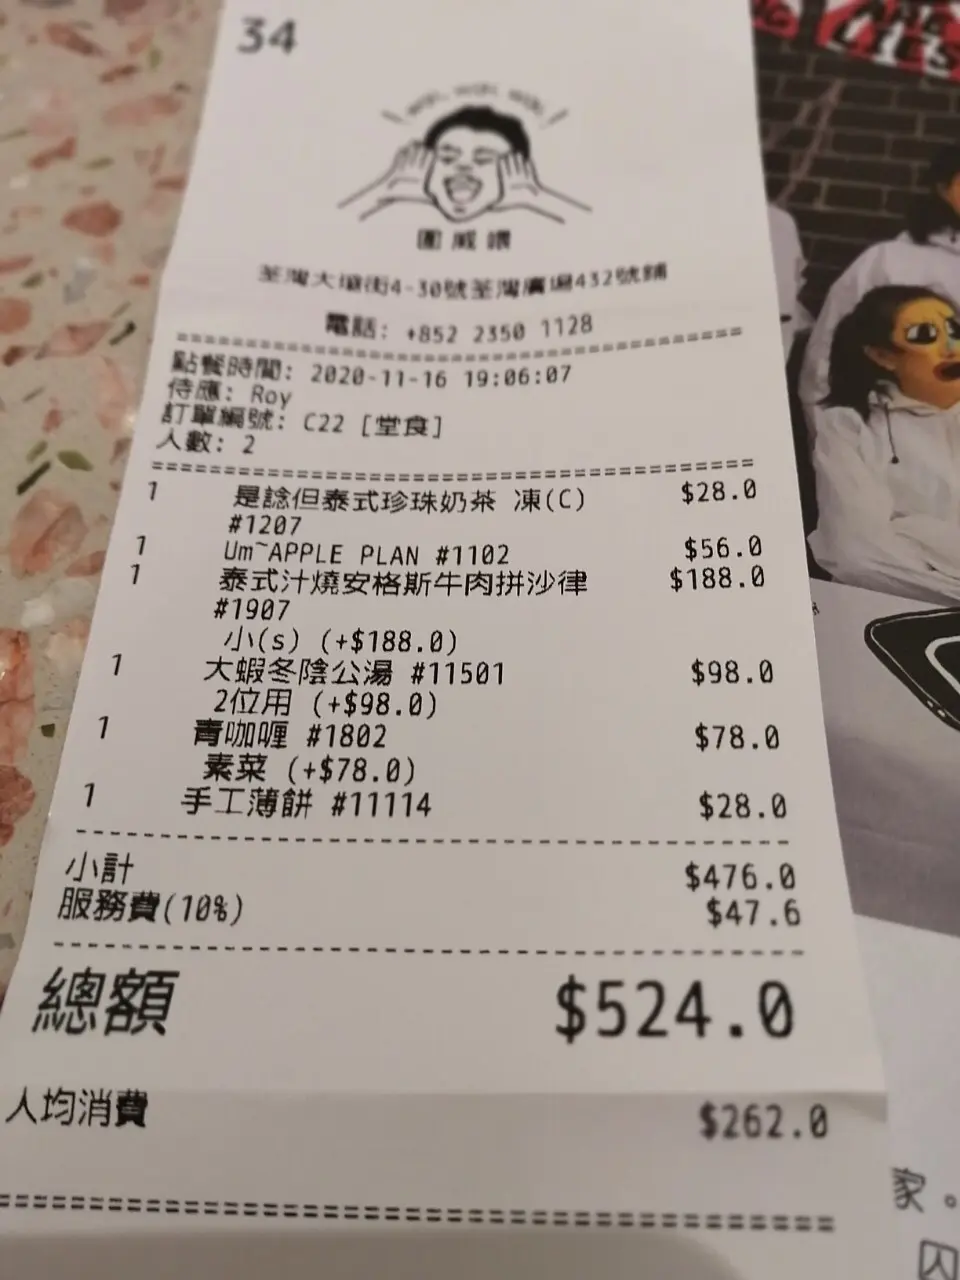 34
圍威喂
荃灣大壩街4-30號荃灣廣場432號舖
電話: +852 2350 1128
點餐時間: 2020-11-16 19:06:07
侍應: Roy
訂單編號: C22 [堂食]
人數: 2
1 是諗但泰式珍珠奶茶 凍(C) $28.0
#1207
1 Um~APPLE PLAN #1102 $56.0
1 泰式汁燒安格斯牛肉拼沙律 $188.0
#1907
小(s) (+$188.0)
1 大蝦冬陰公湯 #11501 $98.0
2位用 (+$98.0)
1 青咖喱 #1802 $78.0
素菜 (+$78.0)
1 手工薄餅 #11114 $28.0
小計 $476.0
服務費(10%) $47.6
總額 $524.0
人均消費 $262.0
家。
囚